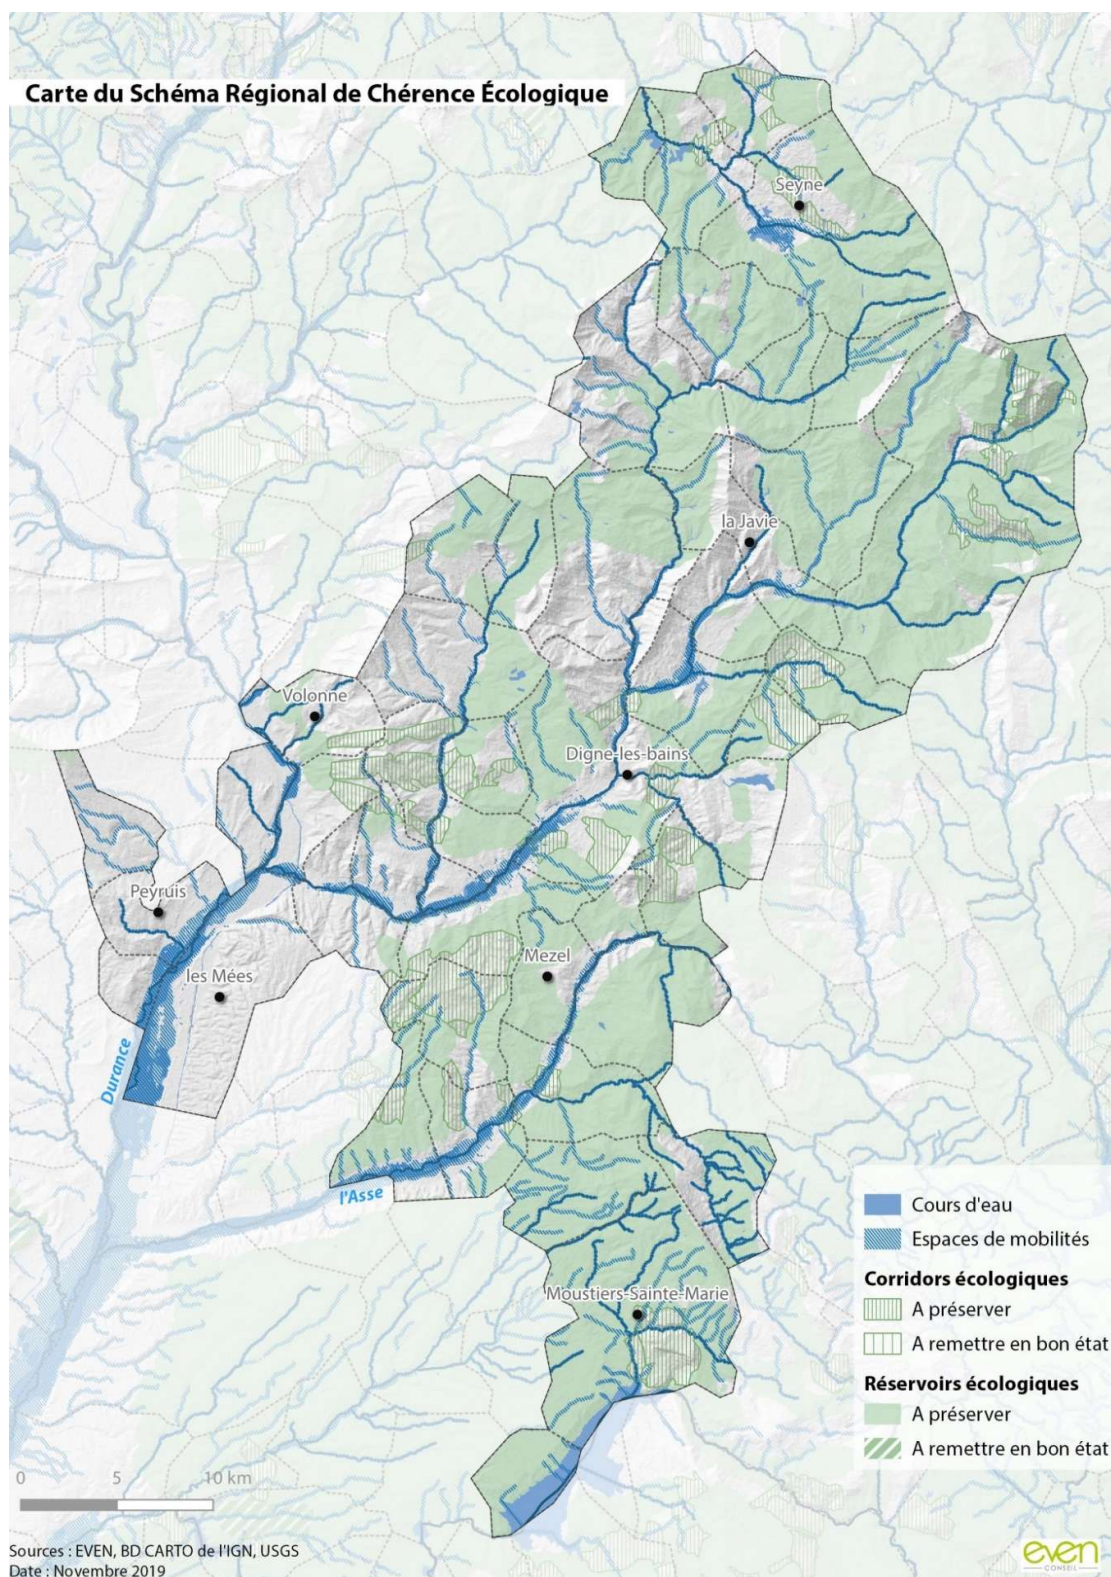 Carte du Schéma Régional de Chérence Écologique
Seyne
la Javie
Volonne
Digne-les-bains
Peyruis
Mezel
les Mées
Durance
l'Asse
Moustiers-Sainte-Marie
Cours d'eau
Espaces de mobilités
Corridors écologiques
A préserver
A remettre en bon état
Réservoirs écologiques
A préserver
A remettre en bon état
0 5 10 km
Sources : EVEN, BD CARTO de l'IGN, USGS
Date : Novembre 2019
even
CONSEIL